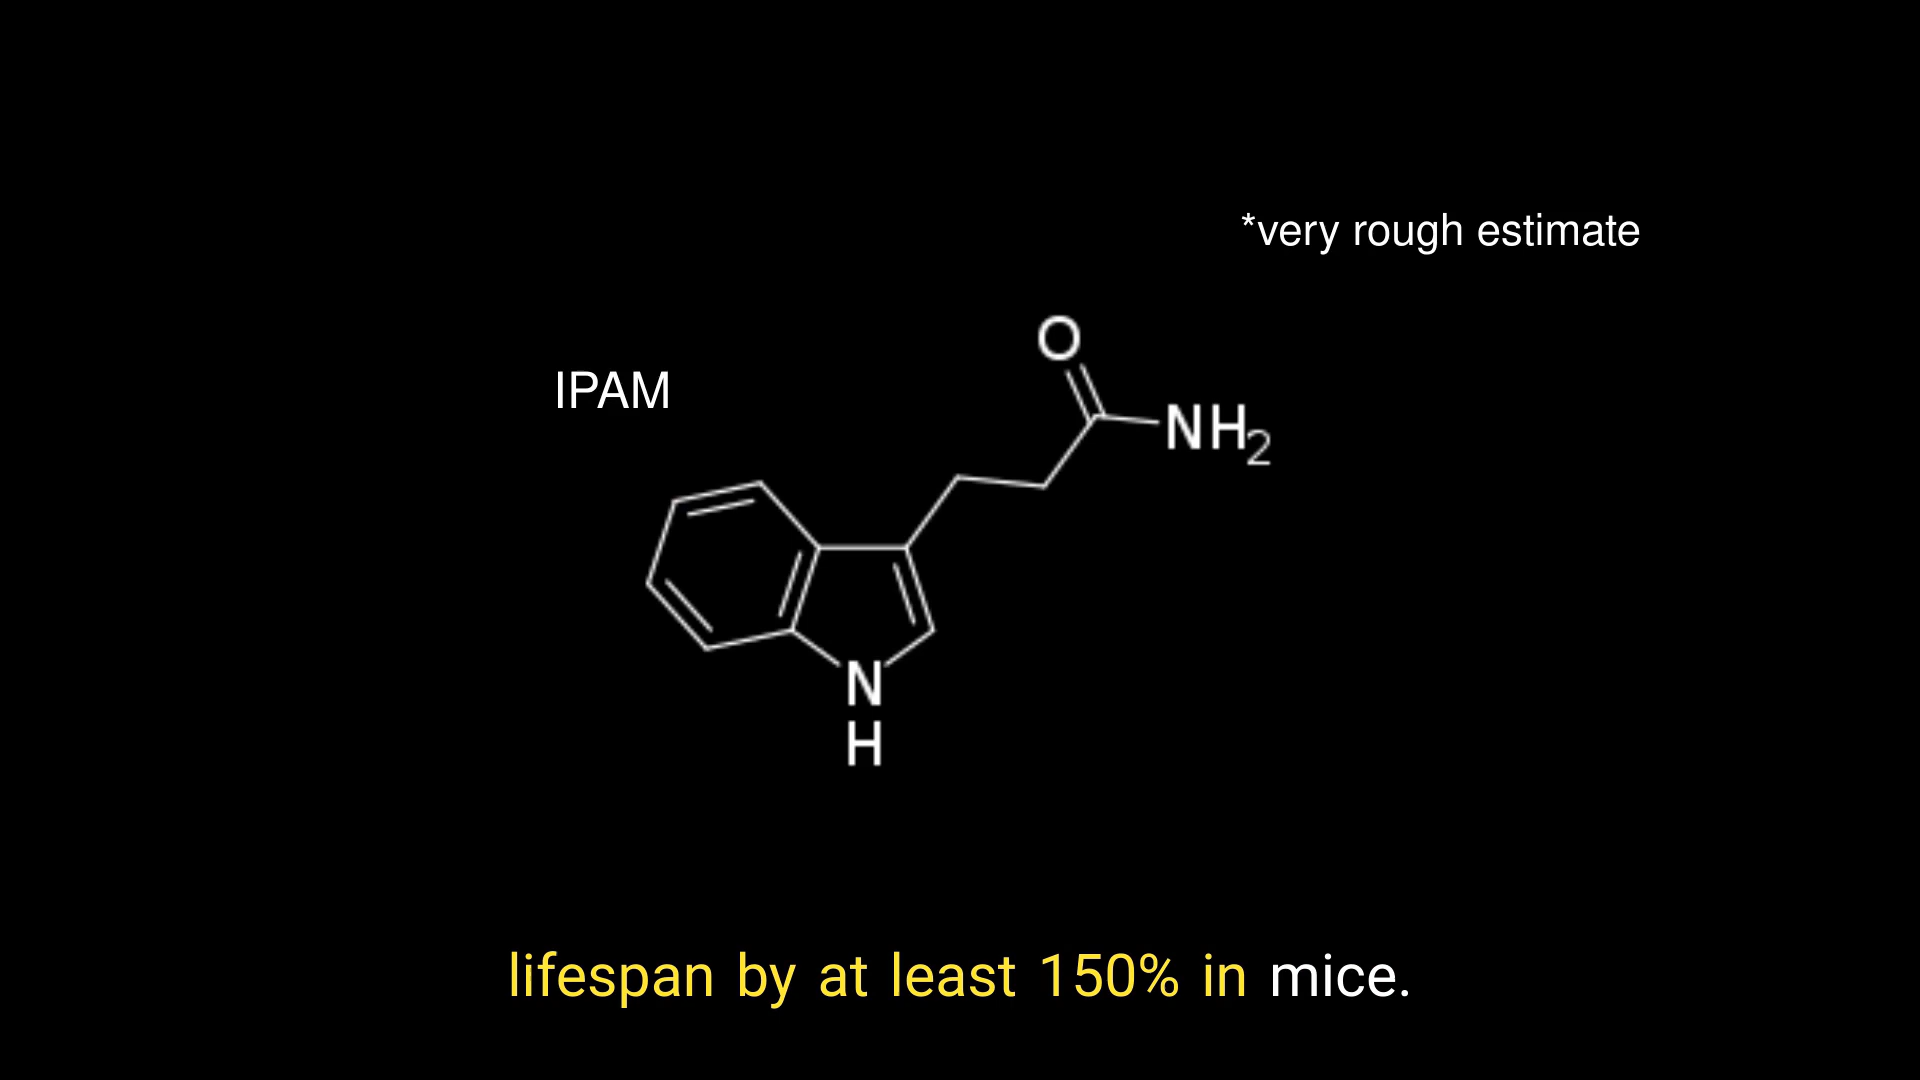 *very rough estimate
IPAM
O
NH2
N
H
lifespan by at least 150% in mice.